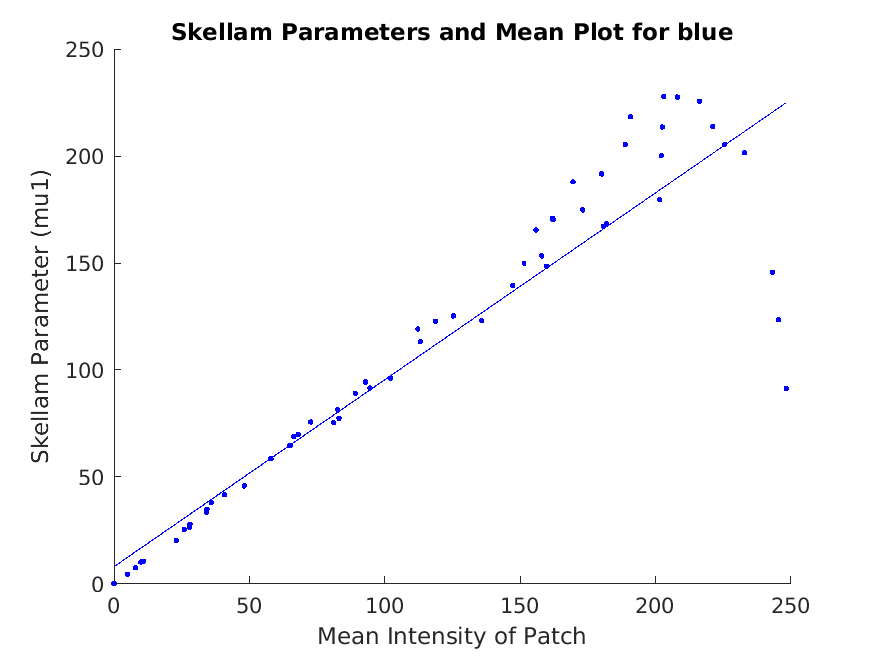 Skellam Parameters and Mean Plot for blue
250
200
150
100
50
0
Skellam Parameter (mu1)
0 50 100 150 200 250
Mean Intensity of Patch